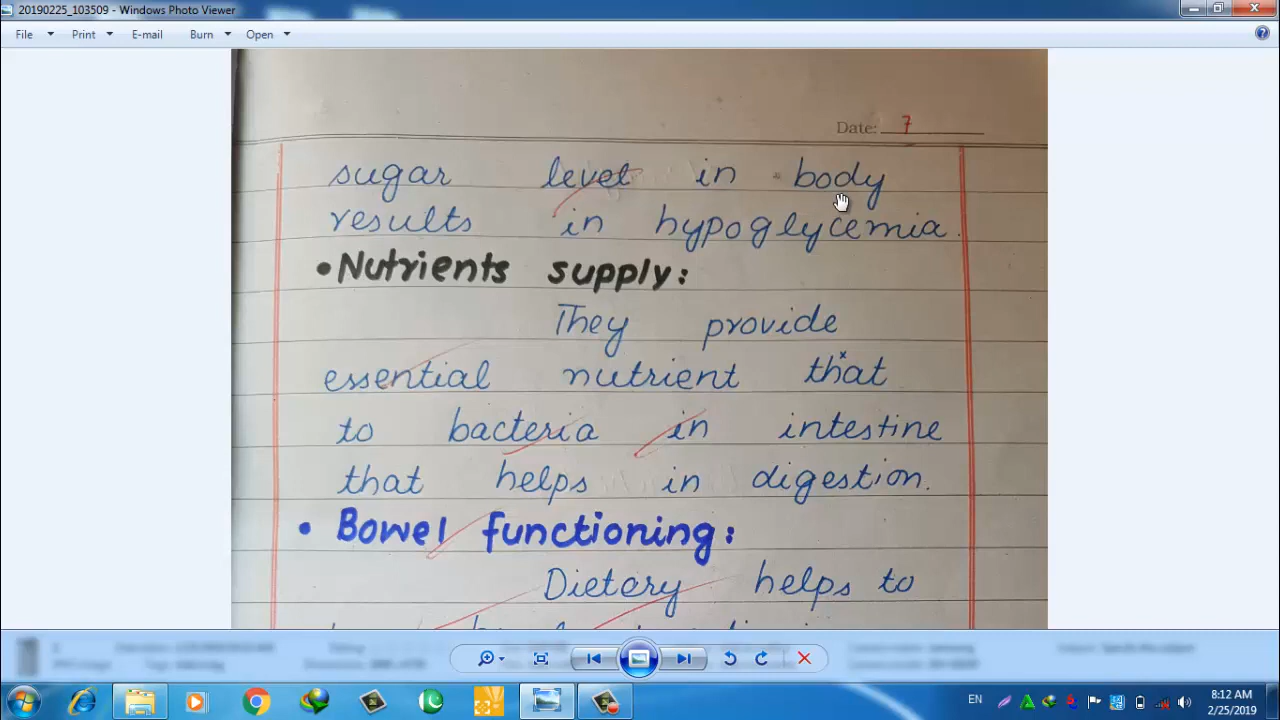 20190225_103509 - Windows Photo Viewer
File Print E-mail Burn Open
Date: 7
sugar level in body
results in hypoglycemia.
• Nutrients supply:
They provide
essential nutrient that
to bacteria in intestine
that helps in digestion.
• Bowel functioning:
Dietary helps to
EN
8:12 AM
2/25/2019